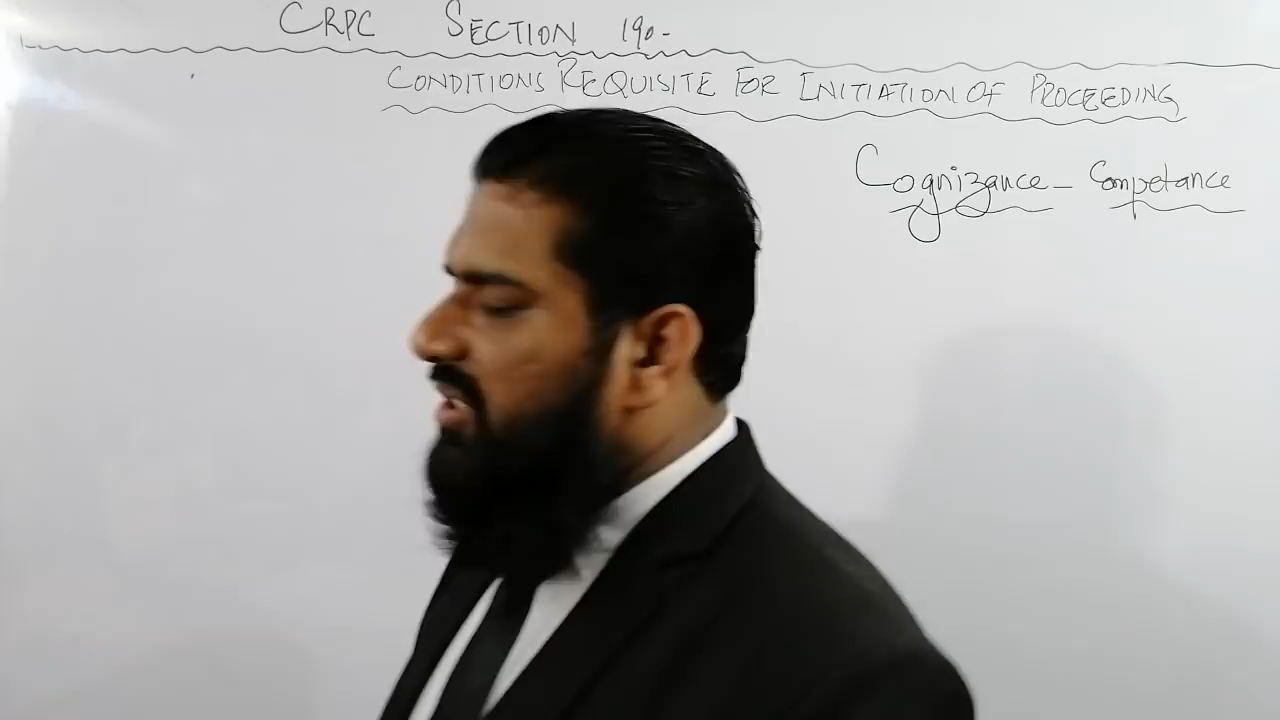 CRPC SECTION 190-
CONDITIONS REQUISITE FOR INITIATION OF PROCEEDING,
Cognizance - Competance